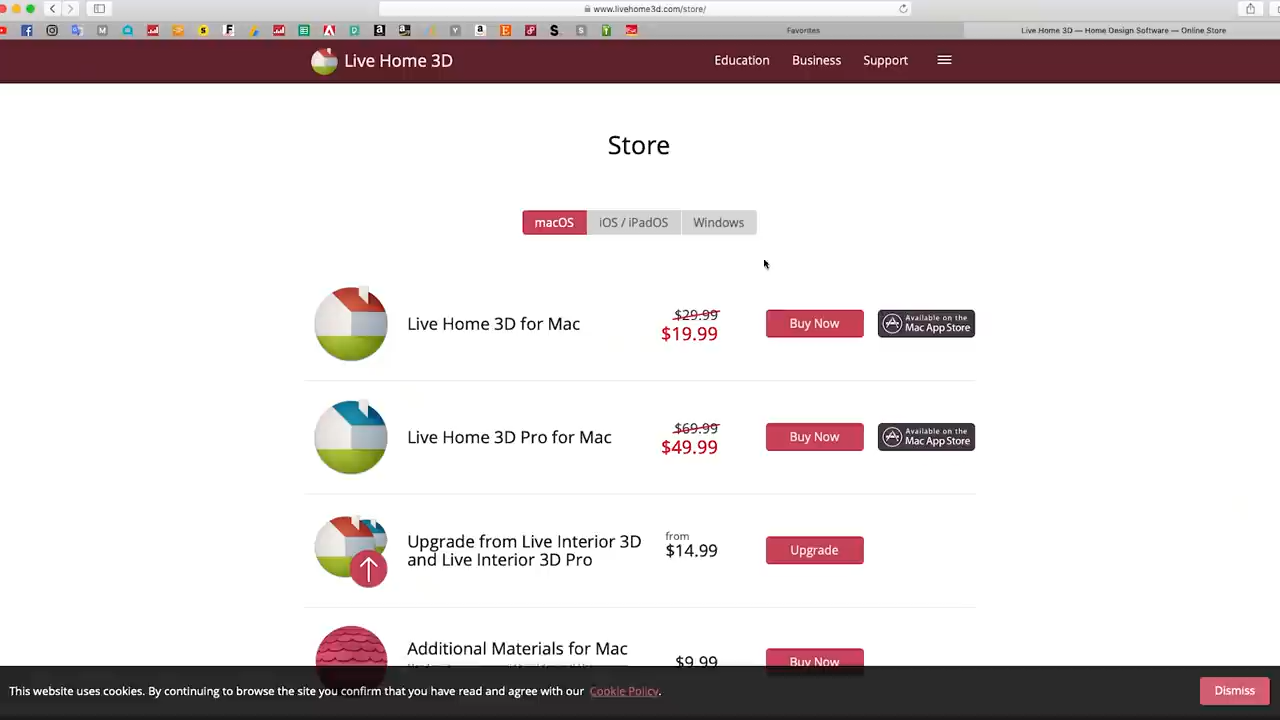 www.livehome3d.com/store/
Favorites
Live Home 3D — Home Design Software — Online Store
Live Home 3D
Education
Business
Support
Store
macOS
iOS / iPadOS
Windows
Live Home 3D for Mac
$29.99
$19.99
Buy Now
Available on the
Mac App Store
Live Home 3D Pro for Mac
$69.99
$49.99
Buy Now
Available on the
Mac App Store
Upgrade from Live Interior 3D
and Live Interior 3D Pro
from
$14.99
Upgrade
Additional Materials for Mac
$9.99
Buy Now
This website uses cookies. By continuing to browse the site you confirm that you have read and agree with our Cookie Policy.
Dismiss